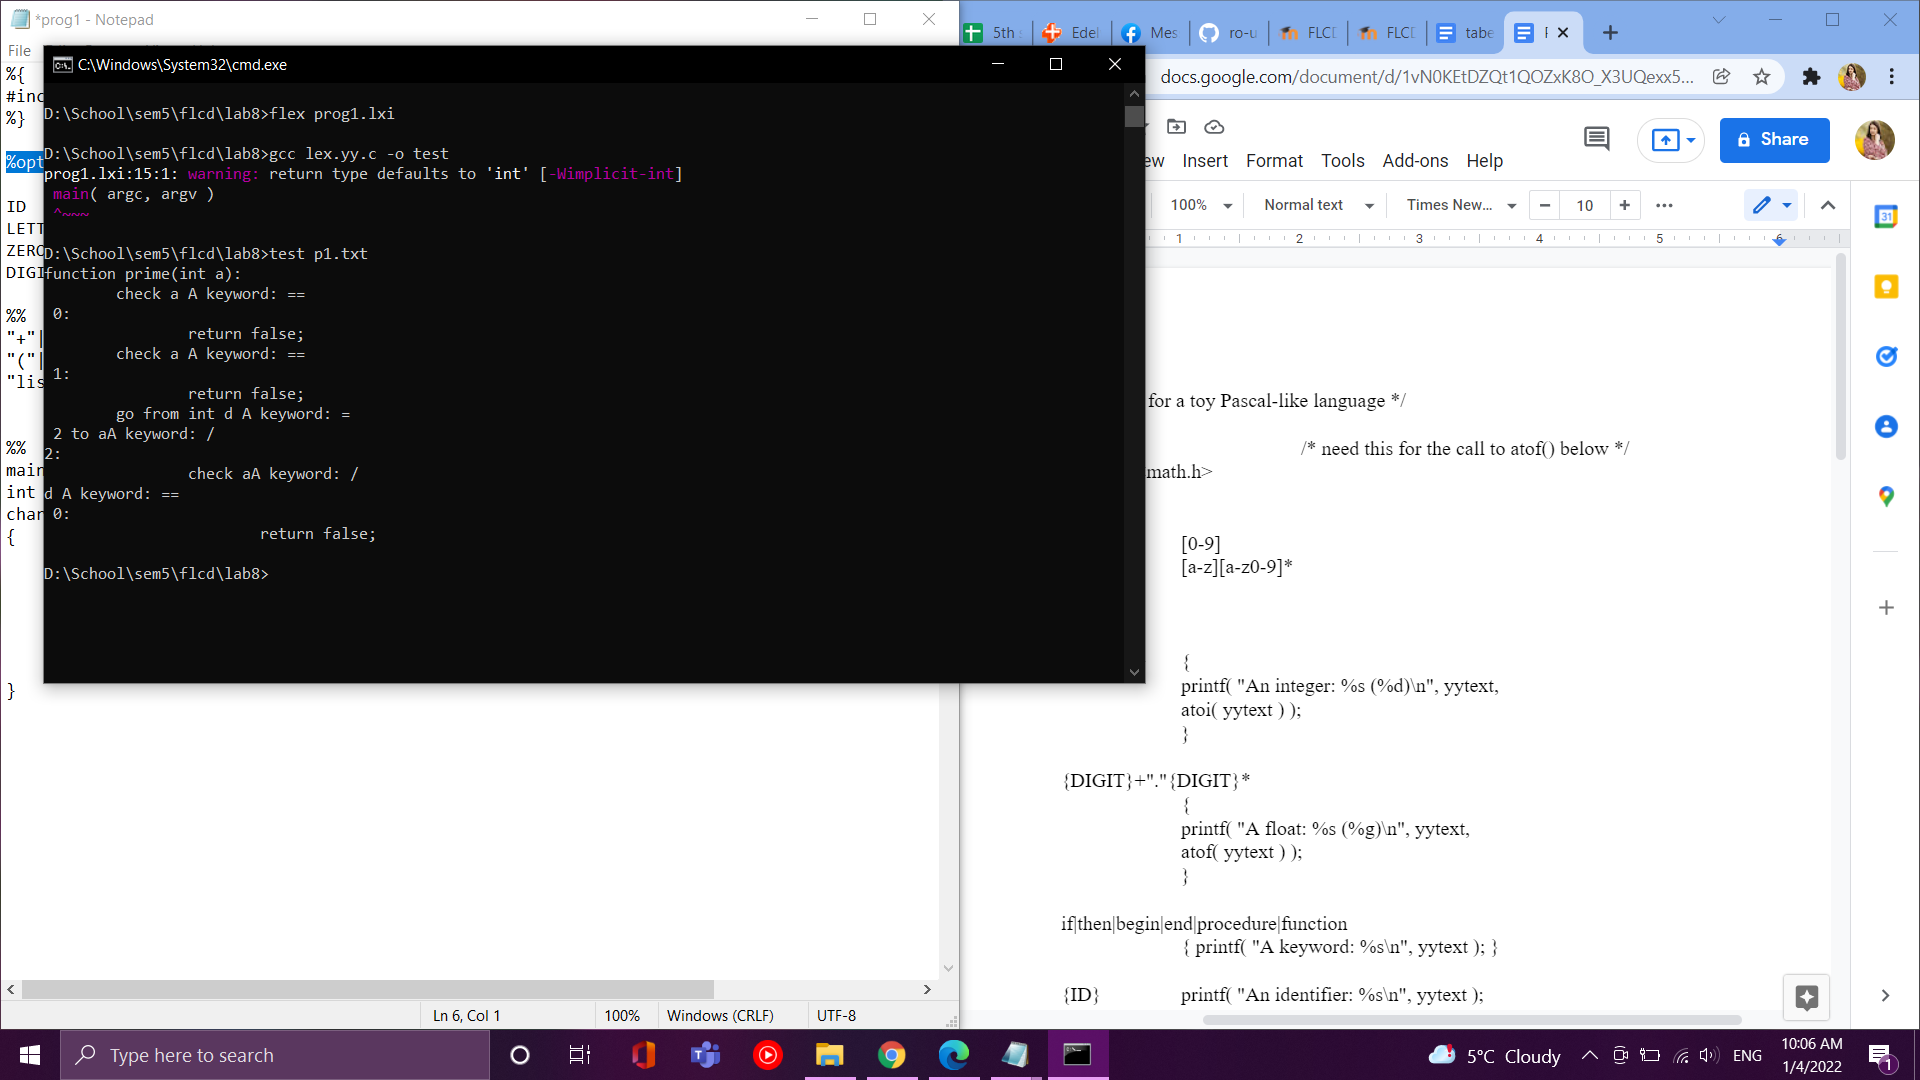 *prog1 - Notepad
File
%{
#inc
%}
%opt
ID
LETT
ZERO
DIGI
%%
"+"|
"("|
"lis
%%
main
int
char
{
}
Ln 6, Col 1
100%
Windows (CRLF)
UTF-8
C:\Windows\System32\cmd.exe
D:\School\sem5\flcd\lab8>flex prog1.lxi
D:\School\sem5\flcd\lab8>gcc lex.yy.c -o test
prog1.lxi:15:1: warning: return type defaults to 'int' [-Wimplicit-int]
main( argc, argv )
^~~~
D:\School\sem5\flcd\lab8>test p1.txt
function prime(int a):
check a A keyword: ==
0:
return false;
check a A keyword: ==
1:
return false;
go from int d A keyword: =
2 to aA keyword: /
2:
check aA keyword: /
d A keyword: ==
0:
return false;
D:\School\sem5\flcd\lab8>
5th
Edel
Mes
ro-u
FLCD
FLCD
tabe
docs.google.com/document/d/1vN0KEtDZQt1QOZxK8O_X3UQexx5...
Share
ew Insert Format Tools Add-ons Help
100% Normal text Times New... 10
1 2 3 4 5 6
31
for a toy Pascal-like language */
/* need this for the call to atof() below */
math.h>
[0-9]
[a-z][a-z0-9]*
{
printf( "An integer: %s (%d)\n", yytext,
atoi( yytext ) );
}
{DIGIT}+"."{DIGIT}*
{
printf( "A float: %s (%g)\n", yytext,
atof( yytext ) );
}
if|then|begin|end|procedure|function
{ printf( "A keyword: %s\n", yytext ); }
{ID} printf( "An identifier: %s\n", yytext );
Type here to search
5°C Cloudy
ENG
10:06 AM
1/4/2022
1